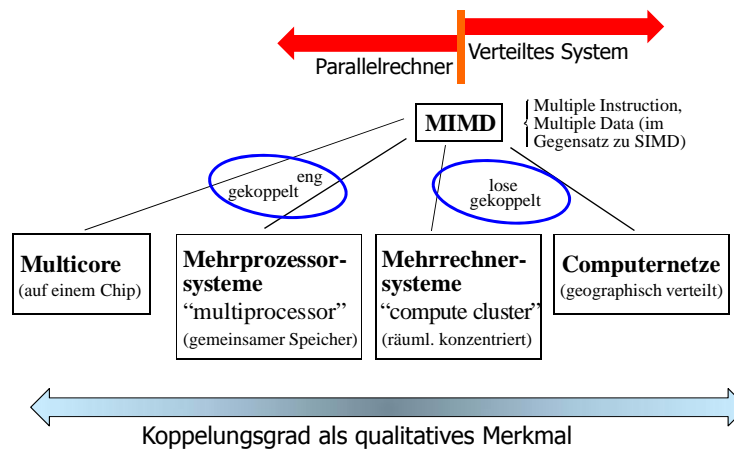 Parallelrechner
Verteiltes System
MIMD
Multiple Instruction,
Multiple Data (im
Gegensatz zu SIMD)
eng
gekoppelt
lose
gekoppelt
Multicore
(auf einem Chip)
Mehrprozessor-
systeme
“multiprocessor”
(gemeinsamer Speicher)
Mehrrechner-
systeme
“compute cluster”
(räuml. konzentriert)
Computernetze
(geographisch verteilt)
Koppelungsgrad als qualitatives Merkmal